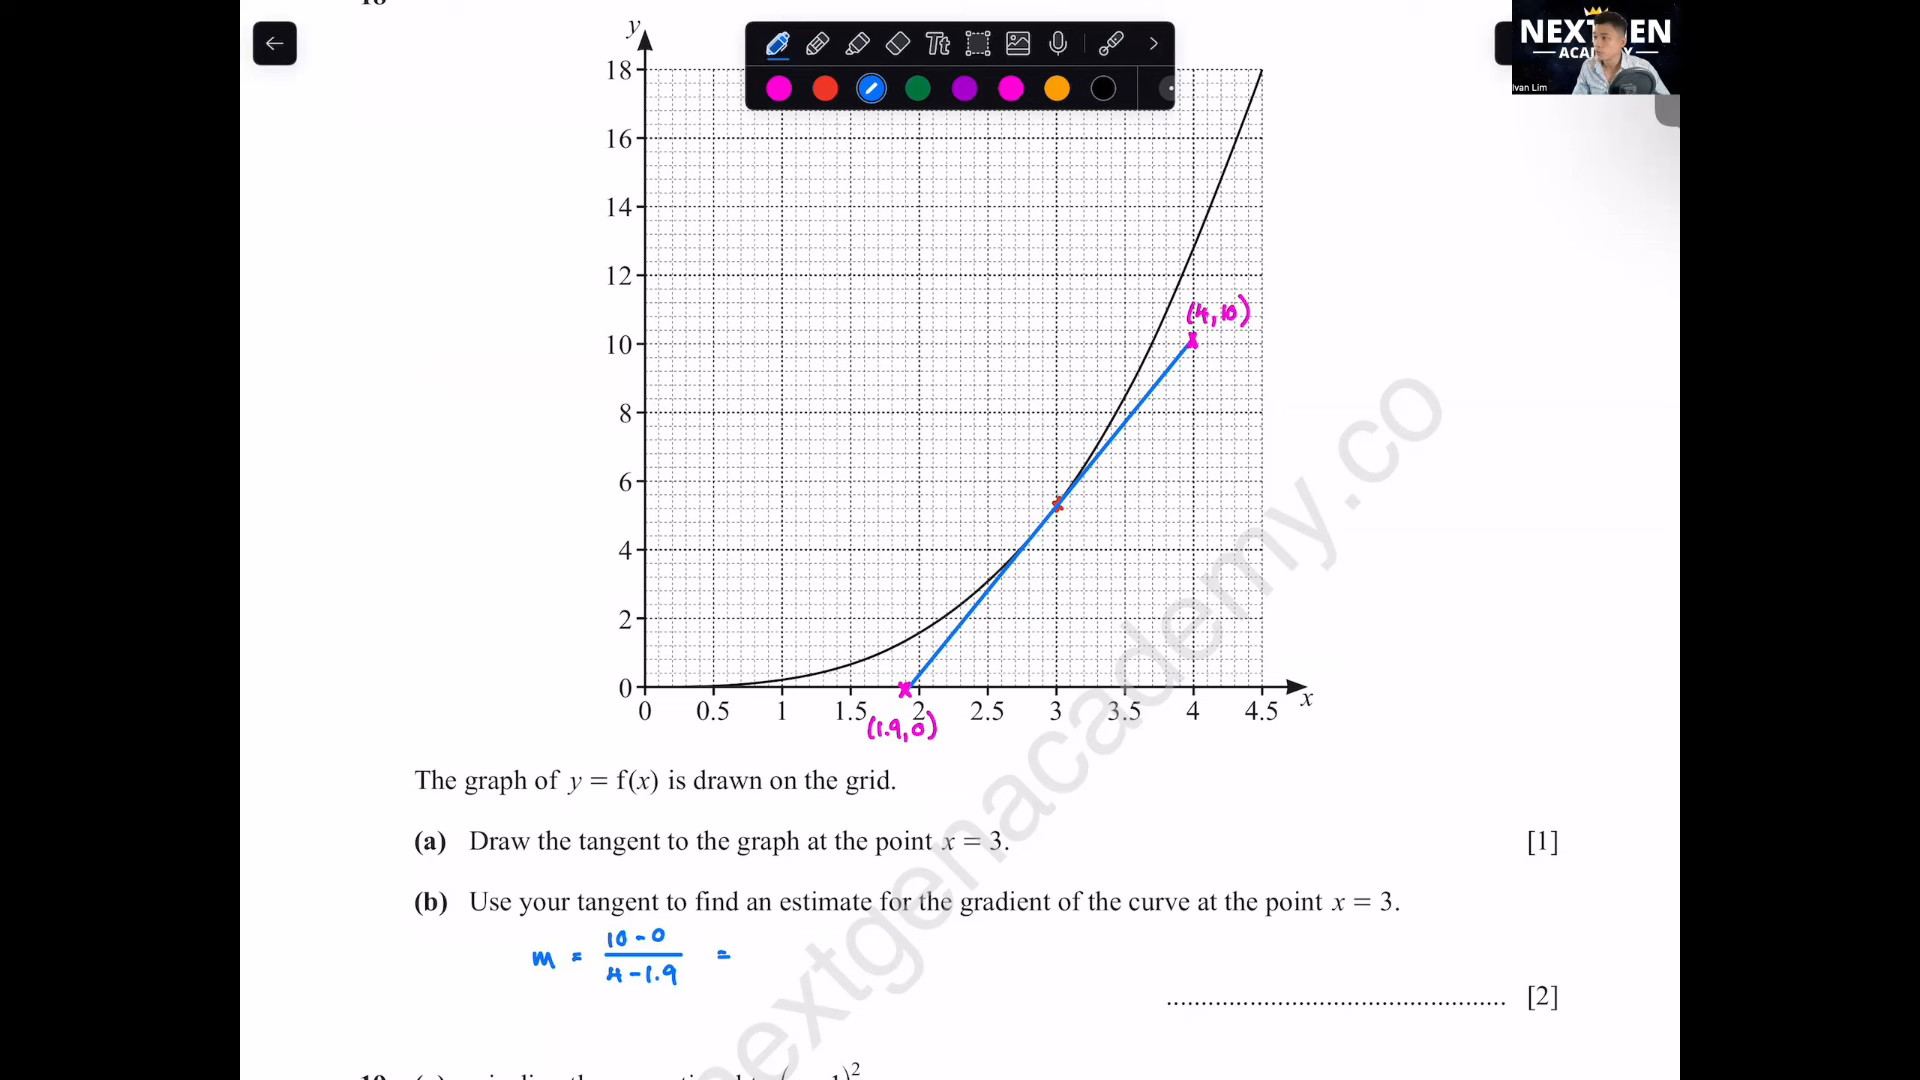 NEXTGEN
ACADEMY
Ivan Lim
Tt
y
18
16
14
12
(4,10)
10
8
6
4
2
0
0 0.5 1 1.5 2 2.5 3 3.5 4 4.5 x
(1.9,0)
The graph of y = f(x) is drawn on the grid.
(a) Draw the tangent to the graph at the point x = 3. [1]
(b) Use your tangent to find an estimate for the gradient of the curve at the point x = 3.
m = 10 - 0 / 4 - 1.9 =
................................................ [2]
nextgenacademy.co